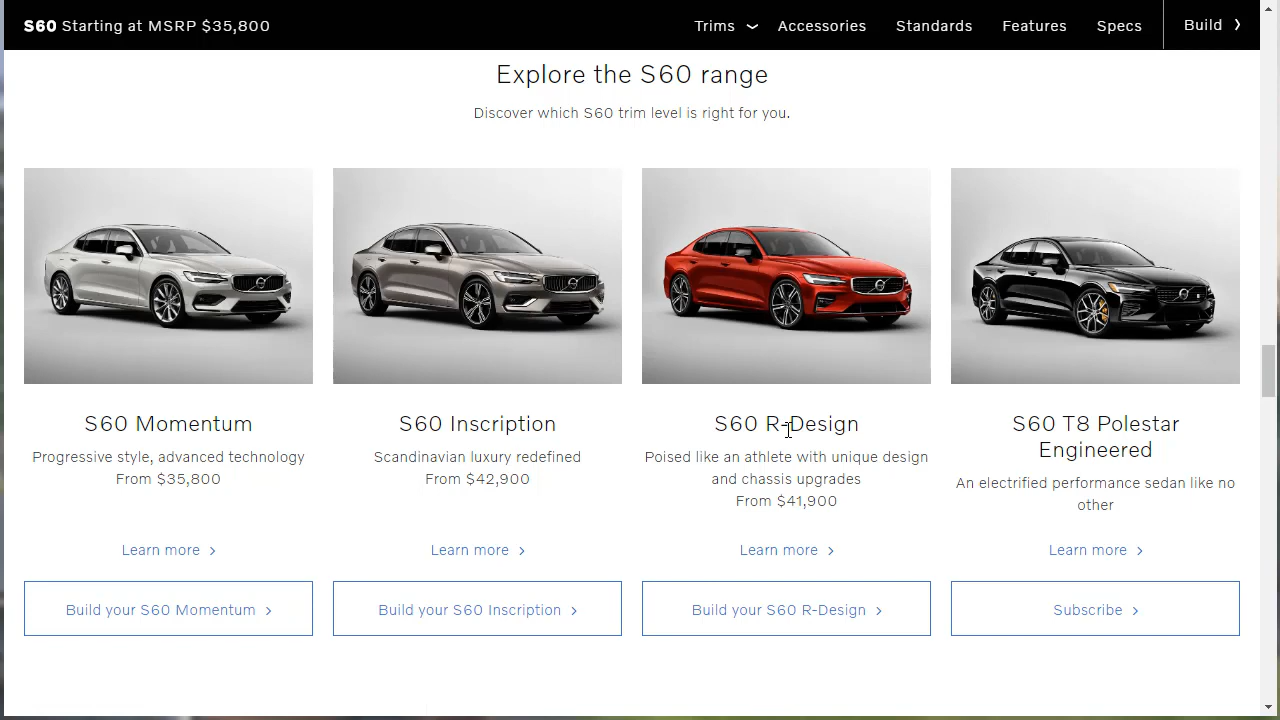 S60 Starting at MSRP $35,800
Trims
Accessories
Standards
Features
Specs
Build
Explore the S60 range
Discover which S60 trim level is right for you.
S60 Momentum
Progressive style, advanced technology
From $35,800
Learn more
Build your S60 Momentum
S60 Inscription
Scandinavian luxury redefined
From $42,900
Learn more
Build your S60 Inscription
S60 R-Design
Poised like an athlete with unique design
and chassis upgrades
From $41,900
Learn more
Build your S60 R-Design
S60 T8 Polestar
Engineered
An electrified performance sedan like no
other
Learn more
Subscribe